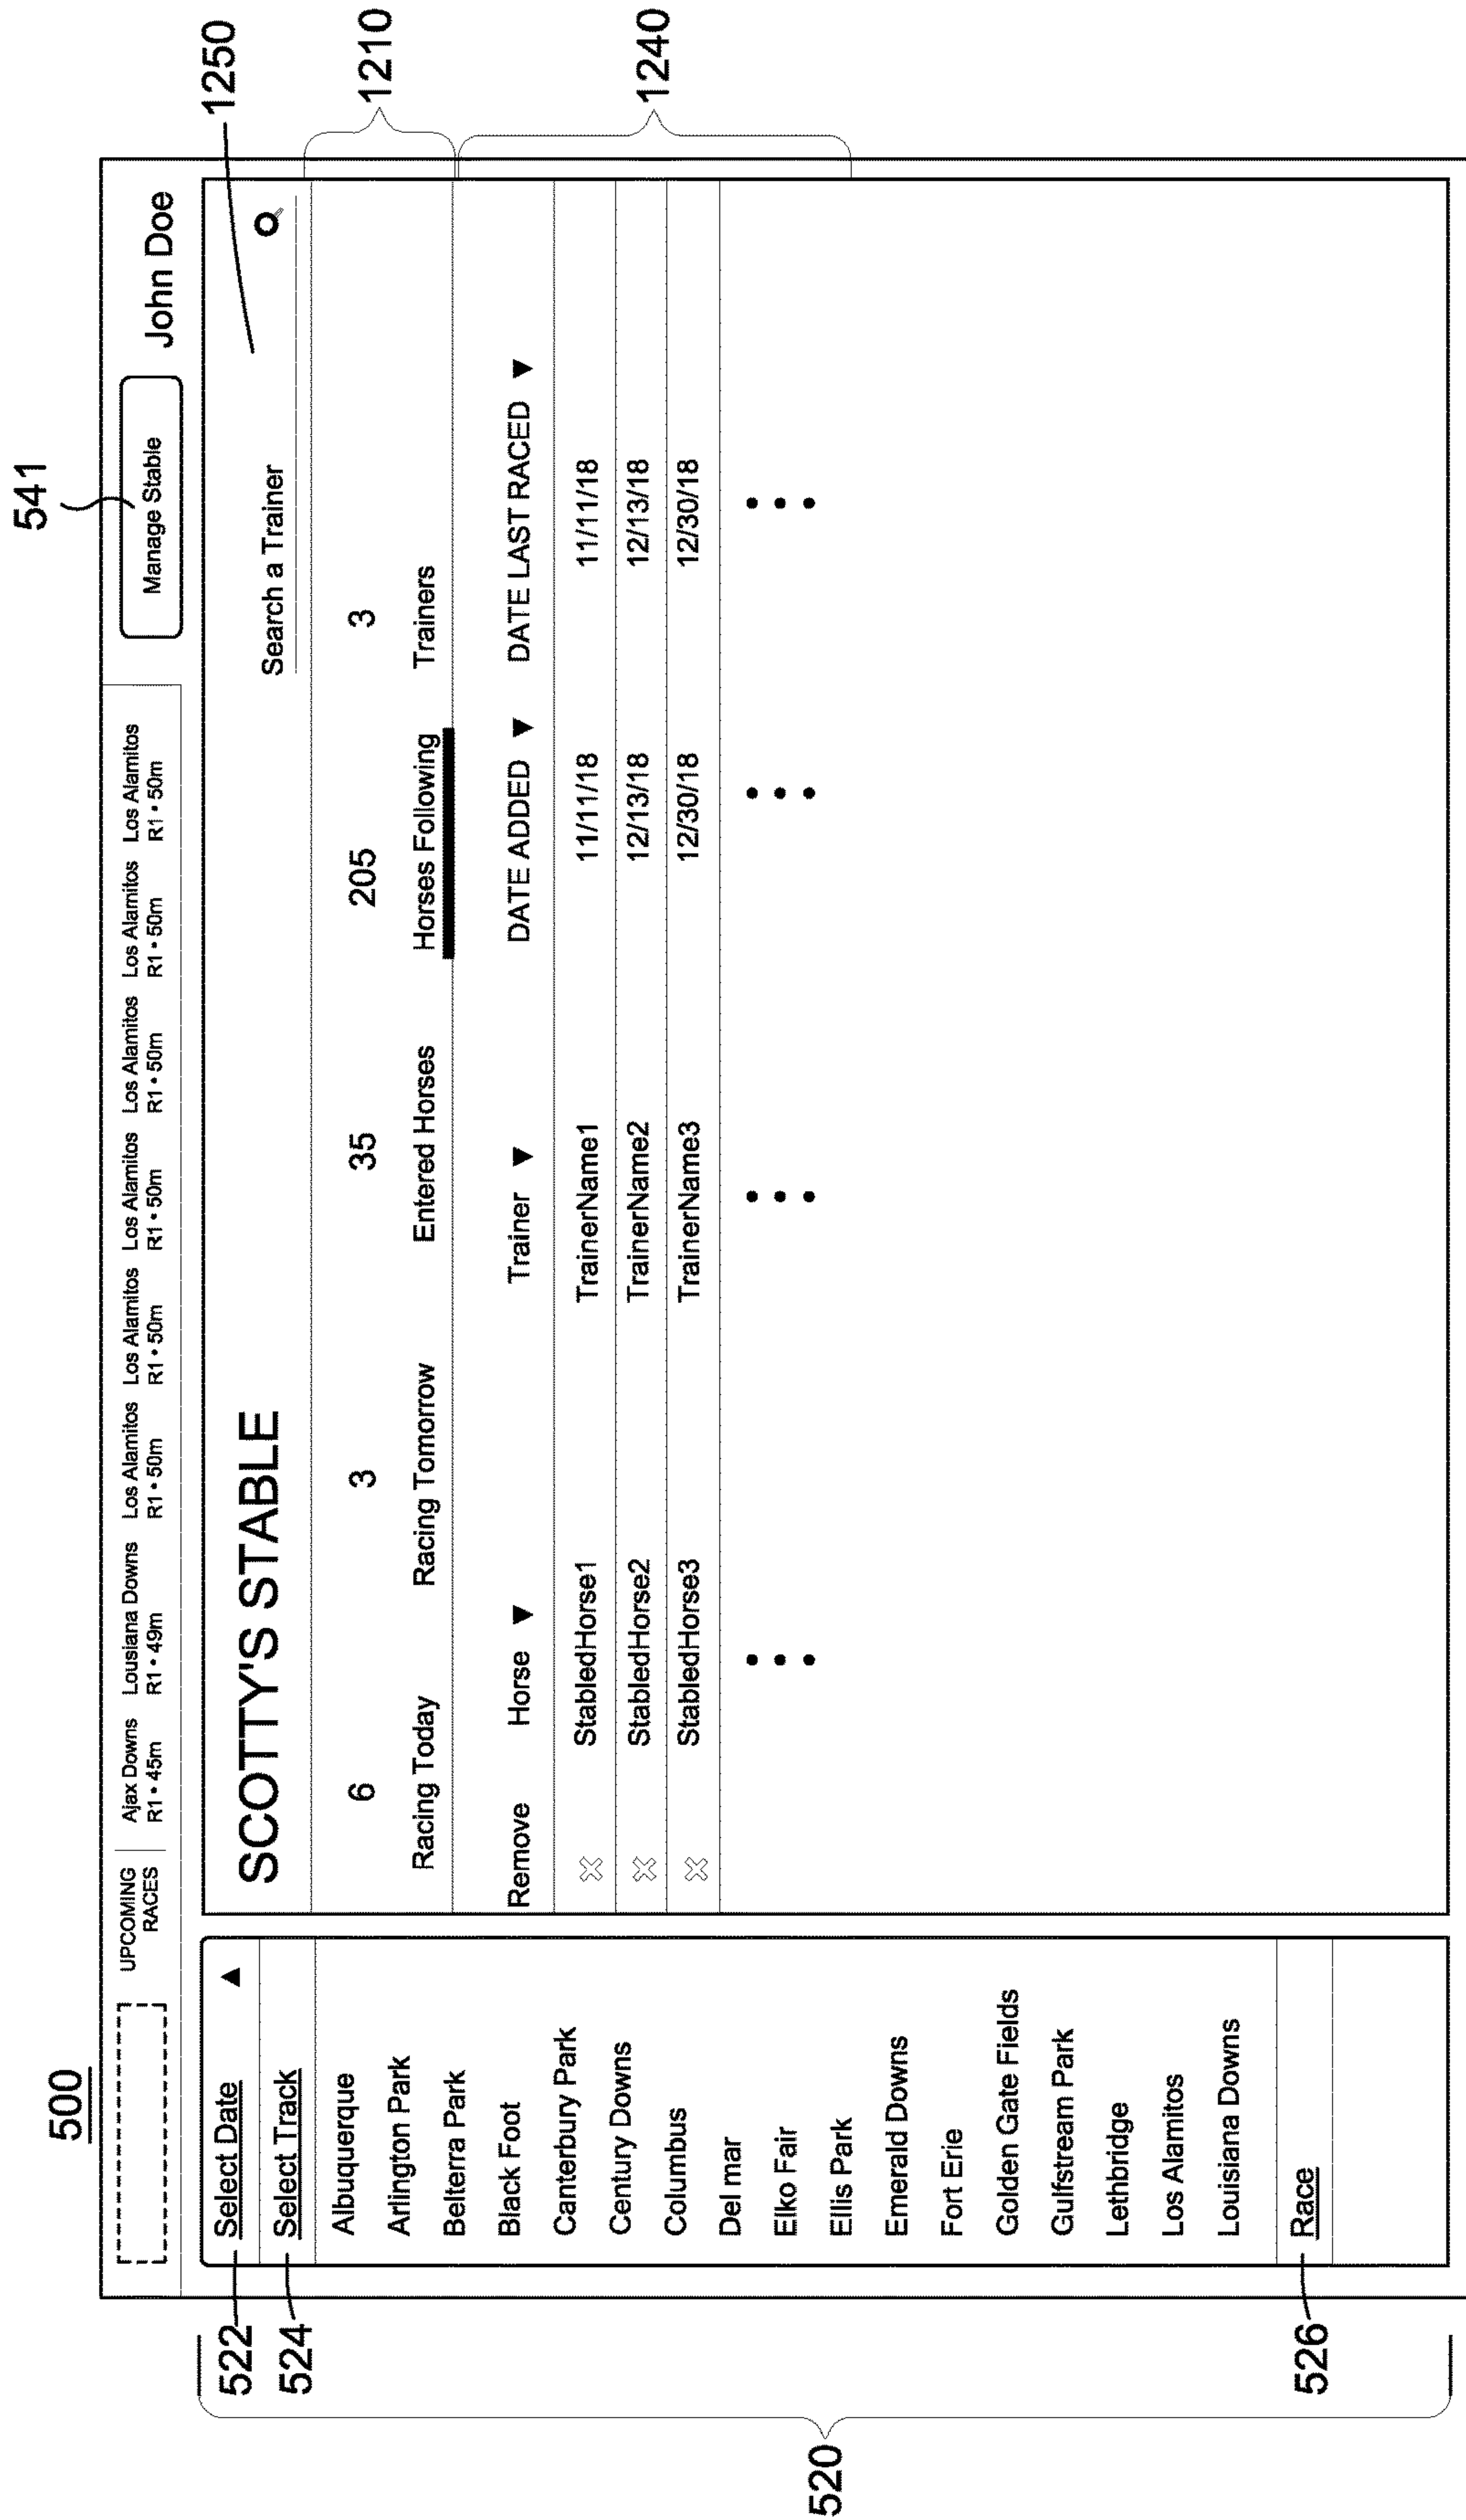 500
541
UPCOMING RACES
Ajax Downs Lousiana Downs Los Alamitos Los Alamitos Los Alamitos Los Alamitos Los Alamitos Los Alamitos
R1 • 45m R1 • 49m R1 • 50m R1 • 50m R1 • 50m R1 • 50m R1 • 50m R1 • 50m
Manage Stable
John Doe
522
Select Date ▲
524
Select Track
Albuquerque
Arlington Park
Belterra Park
Black Foot
Canterbury Park
Century Downs
Columbus
Del mar
Elko Fair
Ellis Park
Emerald Downs
Fort Erie
Golden Gate Fields
Gulfstream Park
Lethbridge
Los Alamitos
Louisiana Downs
526
Race
520
SCOTTY'S STABLE
Search a Trainer
1250
6 3 35 205 3
Racing Today Racing Tomorrow Entered Horses Horses Following Trainers
1210
Remove Horse ▼ Trainer ▼ DATE ADDED ▼ DATE LAST RACED ▼
StabledHorse1 TrainerName1 11/11/18 11/11/18
StabledHorse2 TrainerName2 12/13/18 12/13/18
StabledHorse3 TrainerName3 12/30/18 12/30/18
1240